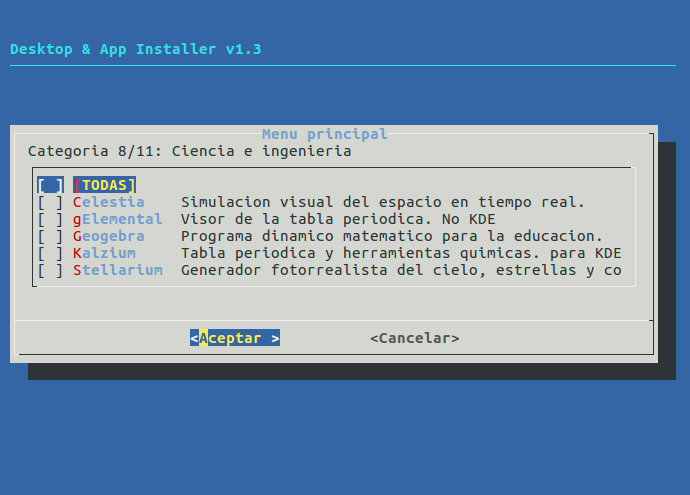 Desktop & App Installer v1.3
Menu principal
Categoria 8/11: Ciencia e ingenieria
[ ] [TODAS]
[ ] Celestia Simulacion visual del espacio en tiempo real.
[ ] gElemental Visor de la tabla periodica. No KDE
[ ] Geogebra Programa dinamico matematico para la educacion.
[ ] Kalzium Tabla periodica y herramientas quimicas. para KDE
[ ] Stellarium Generador fotorrealista del cielo, estrellas y co
<Aceptar > <Cancelar>